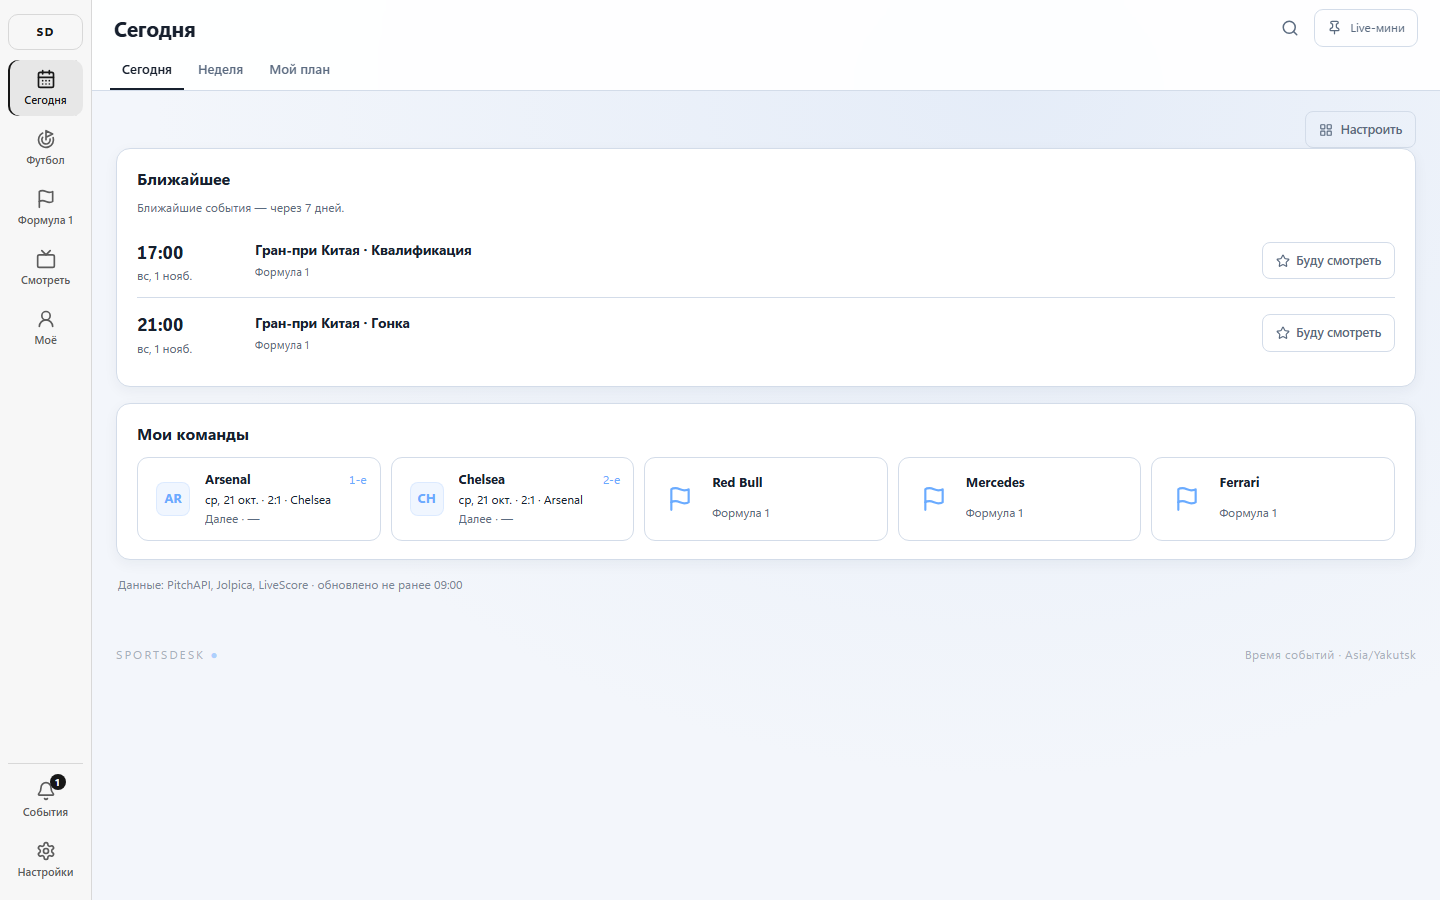 SD
Сегодня
Футбол
Формула 1
Смотреть
Моё
1
События
Настройки
Сегодня
Live-мини
Сегодня
Неделя
Мой план
Настроить
Ближайшее
Ближайшие события — через 7 дней.
17:00
вс, 1 нояб.
Гран-при Китая · Квалификация
Формула 1
Буду смотреть
21:00
вс, 1 нояб.
Гран-при Китая · Гонка
Формула 1
Буду смотреть
Мои команды
AR
Arsenal
1-е
ср, 21 окт. · 2:1 · Chelsea
Далее · —
CH
Chelsea
2-е
ср, 21 окт. · 2:1 · Arsenal
Далее · —
Red Bull
Формула 1
Mercedes
Формула 1
Ferrari
Формула 1
Данные: PitchAPI, Jolpica, LiveScore · обновлено не ранее 09:00
SPORTSDESK
Время событий · Asia/Yakutsk